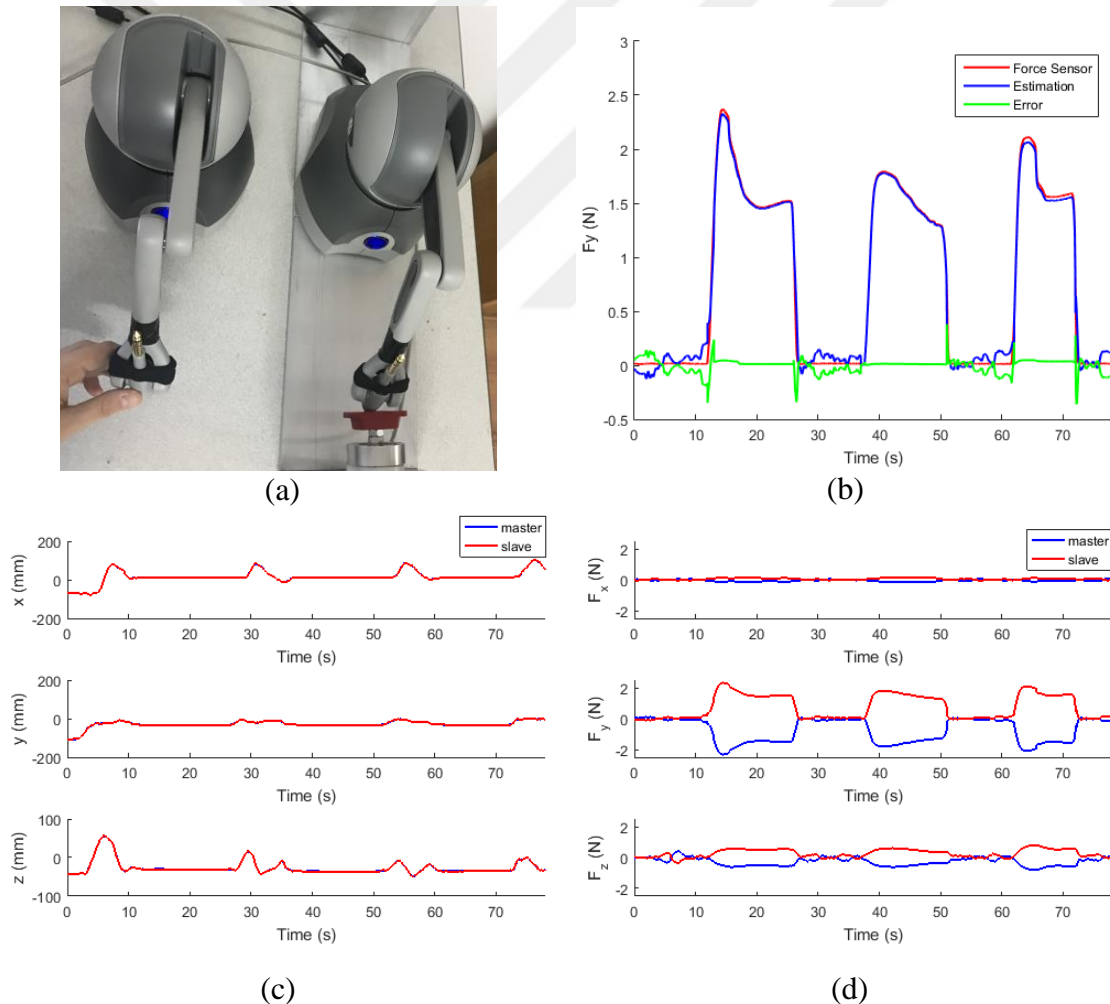 3
2.5
2
1.5
1
0.5
0
-0.5
Fy (N)
Force Sensor
Estimation
Error
0 10 20 30 40 50 60 70
Time (s)
(a)
(b)
master
slave
200
0
-200
x (mm)
0 10 20 30 40 50 60 70
Time (s)
200
0
-200
y (mm)
0 10 20 30 40 50 60 70
Time (s)
100
0
-100
z (mm)
0 10 20 30 40 50 60 70
Time (s)
(c)
master
slave
2
0
-2
F x (N)
0 10 20 30 40 50 60 70
Time (s)
2
0
-2
F y (N)
0 10 20 30 40 50 60 70
Time (s)
2
0
-2
F z (N)
0 10 20 30 40 50 60 70
Time (s)
(d)